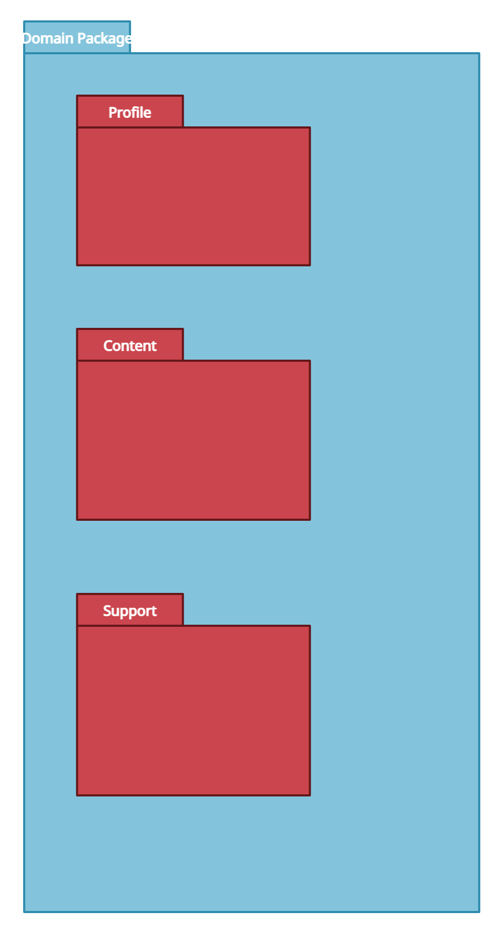 Domain Package
Profile
Content
Support